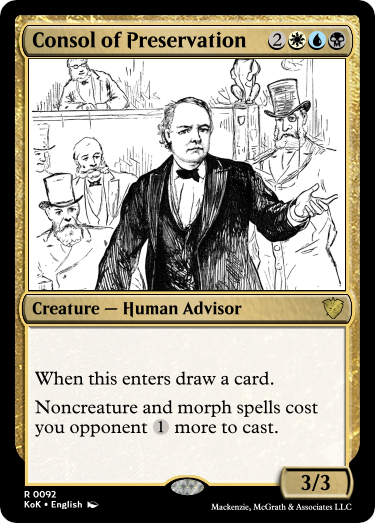 Consol of Preservation 2
Creature — Human Advisor
When this enters draw a card.
Noncreature and morph spells cost
you opponent 1 more to cast.
3/3
R 0092
KoK • English
Mackenzie, McGrath & Associates LLC